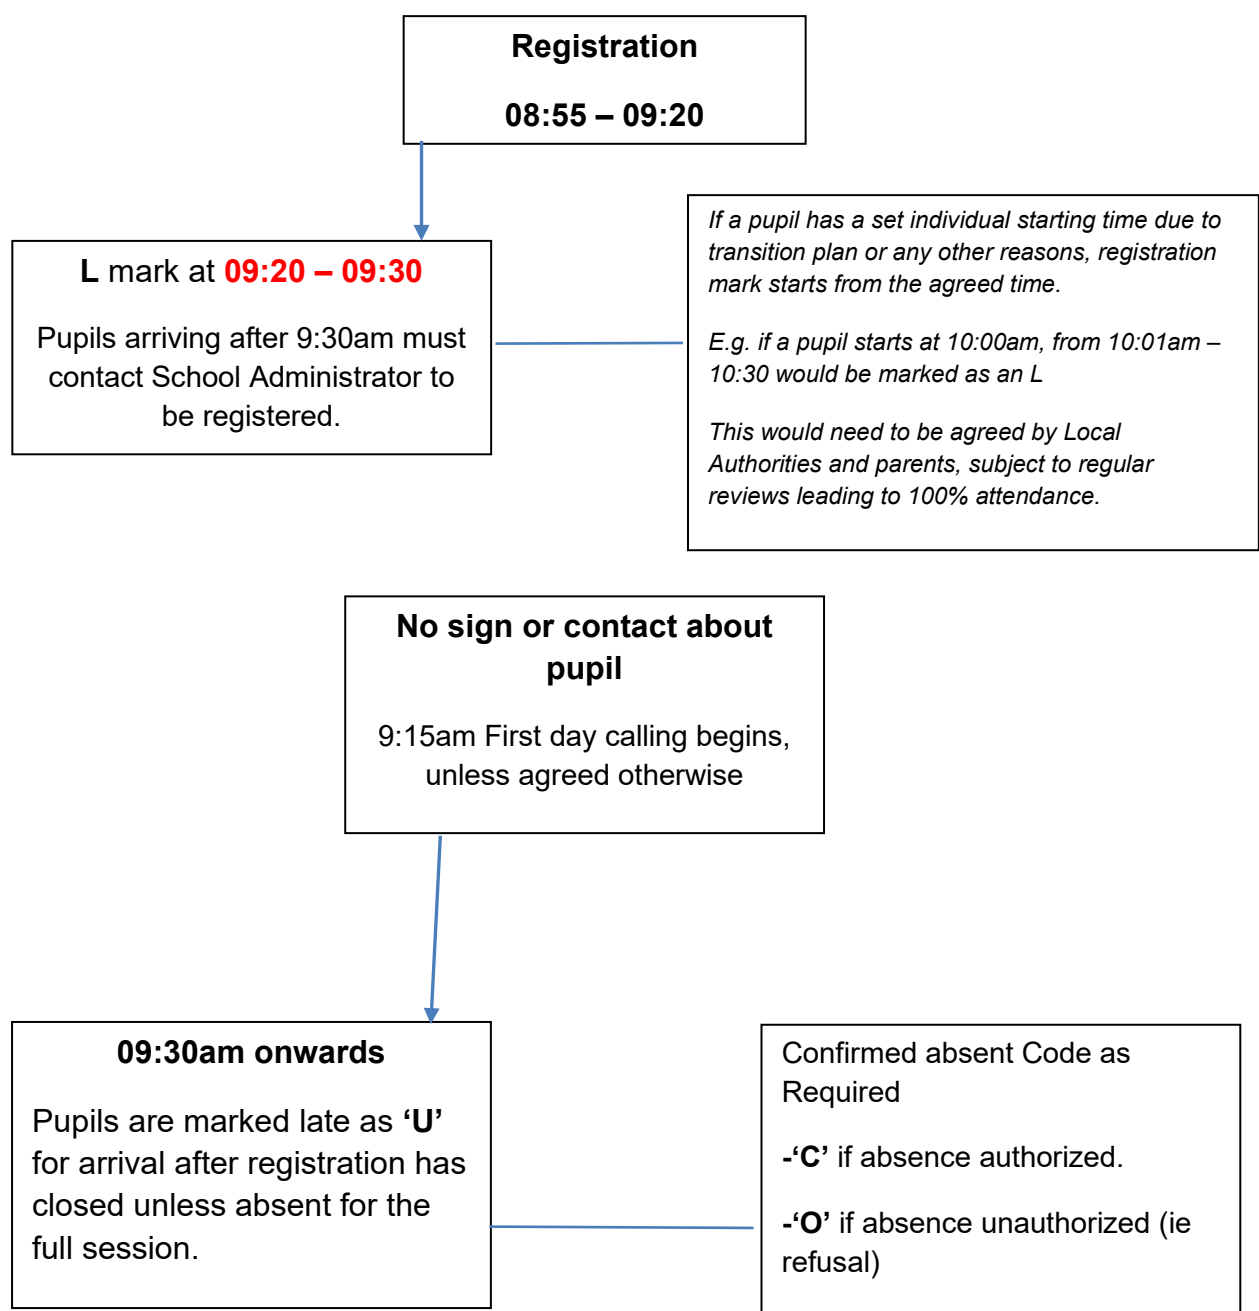 Registration
08:55 – 09:20
L mark at 09:20 – 09:30
Pupils arriving after 9:30am must
contact School Administrator to
be registered.
If a pupil has a set individual starting time due to
transition plan or any other reasons, registration
mark starts from the agreed time.
E.g. if a pupil starts at 10:00am, from 10:01am –
10:30 would be marked as an L
This would need to be agreed by Local
Authorities and parents, subject to regular
reviews leading to 100% attendance.
No sign or contact about
pupil
9:15am First day calling begins,
unless agreed otherwise
09:30am onwards
Pupils are marked late as ‘U’
for arrival after registration has
closed unless absent for the
full session.
Confirmed absent Code as
Required
-‘C’ if absence authorized.
-‘O’ if absence unauthorized (ie
refusal)